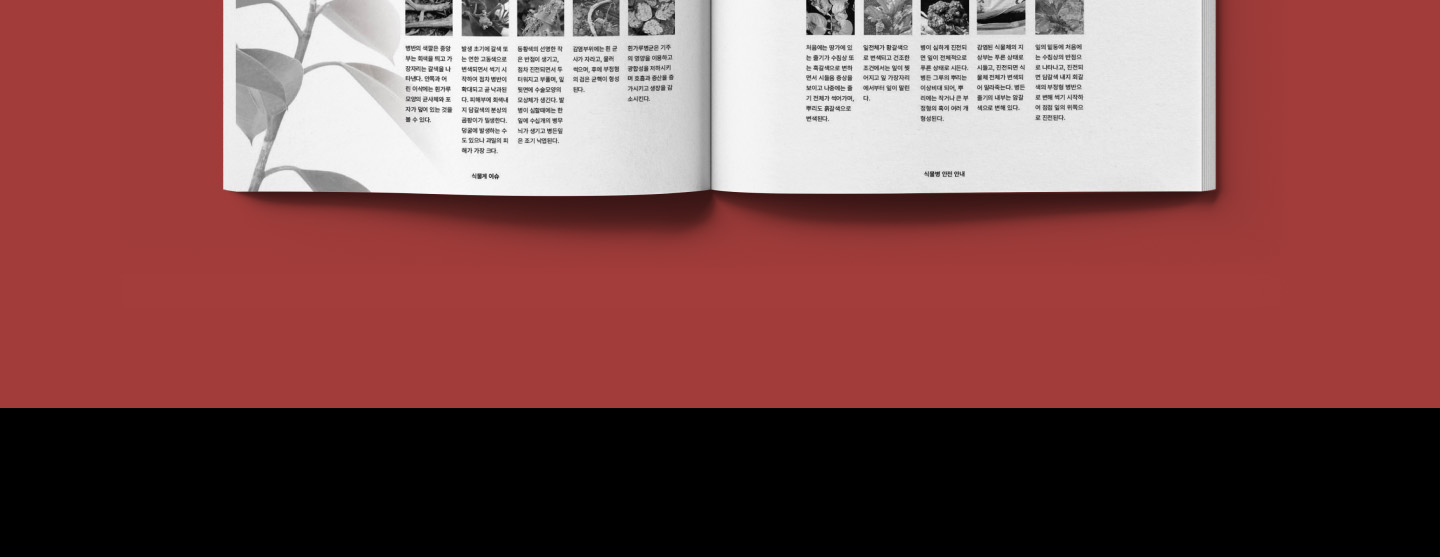 병반의 색깔은 중앙
부는 회색을 띄고 가
장자리는 갈색을 나
타낸다. 안쪽과 어
린 이삭에는 흰가루
모양의 균사체와 포
자가 덮여 있는 것을
볼 수 있다.
발생 초기에 갈색 또
는 연한 고동색으로
변색되면서 썩기 시
작하여 점차 병반이
확대되고 곧 낙과된
다. 피해부에 회색내
지 담갈색의 분상의
곰팡이가 밀생한다.
덩굴에 발생하는 수
도 있으나 과일의 피
해가 가장 크다.
등황색의 선명한 작
은 반점이 생기고,
점차 진전되면서 두
터워지고 부풀며, 잎
뒷면에 수술모양의
모상체가 생긴다. 발
병이 심할때에는 한
잎에 수십개의 병무
늬가 생기고 병든잎
은 조기 낙엽된다.
감염부위에는 흰 균
사가 자라고, 물러
썩으며, 후에 부정형
의 검은 균핵이 형성
된다.
흰가루병균은 기주
의 영양을 이용하고
광합성을 저하시키
며 호흡과 증산을 증
가시키고 생장을 감
소시킨다.
식물계 이슈
처음에는 땅가에 있
는 줄기가 수침상 또
는 흑갈색으로 변하
면서 시들음 증상을
보이고 나중에는 줄
기 전체가 썩어가며,
뿌리도 흙갈색으로
변색된다.
잎전체가 황갈색으
로 변색되고 건조한
조건에서는 잎이 찢
어지고 잎 가장자리
에서부터 잎이 말린
다.
병이 심하게 진전되
면 잎이 전체적으로
푸른 상태로 시든다.
병든 그루의 뿌리는
이상비대 되어, 뿌
리에는 작거나 큰 부
정형의 혹이 여러 개
형성된다.
감염된 식물체의 지
상부는 푸른 상태로
시들고, 진전되면 식
물체 전체가 변색되
어 말라죽는다. 병든
줄기의 내부는 암갈
색으로 변해 있다.
잎의 밑동에 처음에
는 수침상의 반점으
로 나타나고, 진전되
면 담갈색 내지 회갈
색의 부정형 병반으
로 변해 썩기 시작하
여 점점 잎의 위쪽으
로 진전된다.
식물병 안전 안내